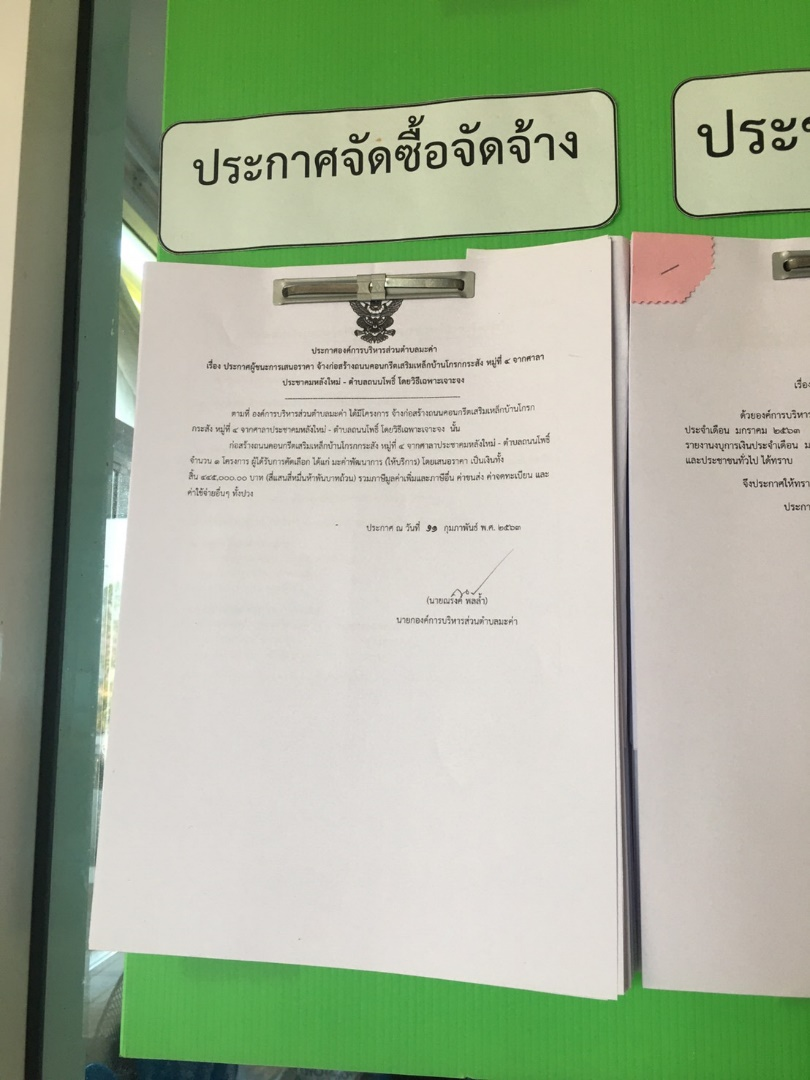 ประกาศจัดซื้อจัดจ้าง
ประ
ประกาศองค์การบริหารส่วนตำบลมะค่า
เรื่อง ประกาศผู้ชนะการเสนอราคา จ้างก่อสร้างถนนคอนกรีตเสริมเหล็กบ้านโกรกกระสัง หมู่ที่ ๔ จากศาลา
ประชาคมหลังใหม่ - ตำบลถนนโพธิ์ โดยวิธีเฉพาะเจาะจง
ตามที่ องค์การบริหารส่วนตำบลมะค่า ได้มีโครงการ จ้างก่อสร้างถนนคอนกรีตเสริมเหล็กบ้านโกรก
กระสัง หมู่ที่ ๔ จากศาลาประชาคมหลังใหม่ - ตำบลถนนโพธิ์ โดยวิธีเฉพาะเจาะจง นั้น
ก่อสร้างถนนคอนกรีตเสริมเหล็กบ้านโกรกกระสัง หมู่ที่ ๔ จากศาลาประชาคมหลังใหม่ - ตำบลถนนโพธิ์
จำนวน ๑ โครงการ ผู้ได้รับการคัดเลือก ได้แก่ มะค่าพัฒนาการ (ให้บริการ) โดยเสนอราคา เป็นเงินทั้ง
สิ้น ๔๔๕,๐๐๐.๐๐ บาท (สี่แสนสี่หมื่นห้าพันบาทถ้วน) รวมภาษีมูลค่าเพิ่มและภาษีอื่น ค่าขนส่ง ค่าจดทะเบียน และ
ค่าใช้จ่ายอื่นๆ ทั้งปวง
ประกาศ ณ วันที่ กุมภาพันธ์ พ.ศ. ๒๕๖๓
(นายณรงค์
นายกองค์การบริหารส่วนตำบลมะค่า
เรื่อง
ด้วยองค์การบริหาร
ประจำเดือน มกราคม ๒๕๖๓
รายงานงบการเงินประจำเดือน ม
และประชาชนทั่วไป ได้ทราบ
จึงประกาศให้ทรา
ประกา